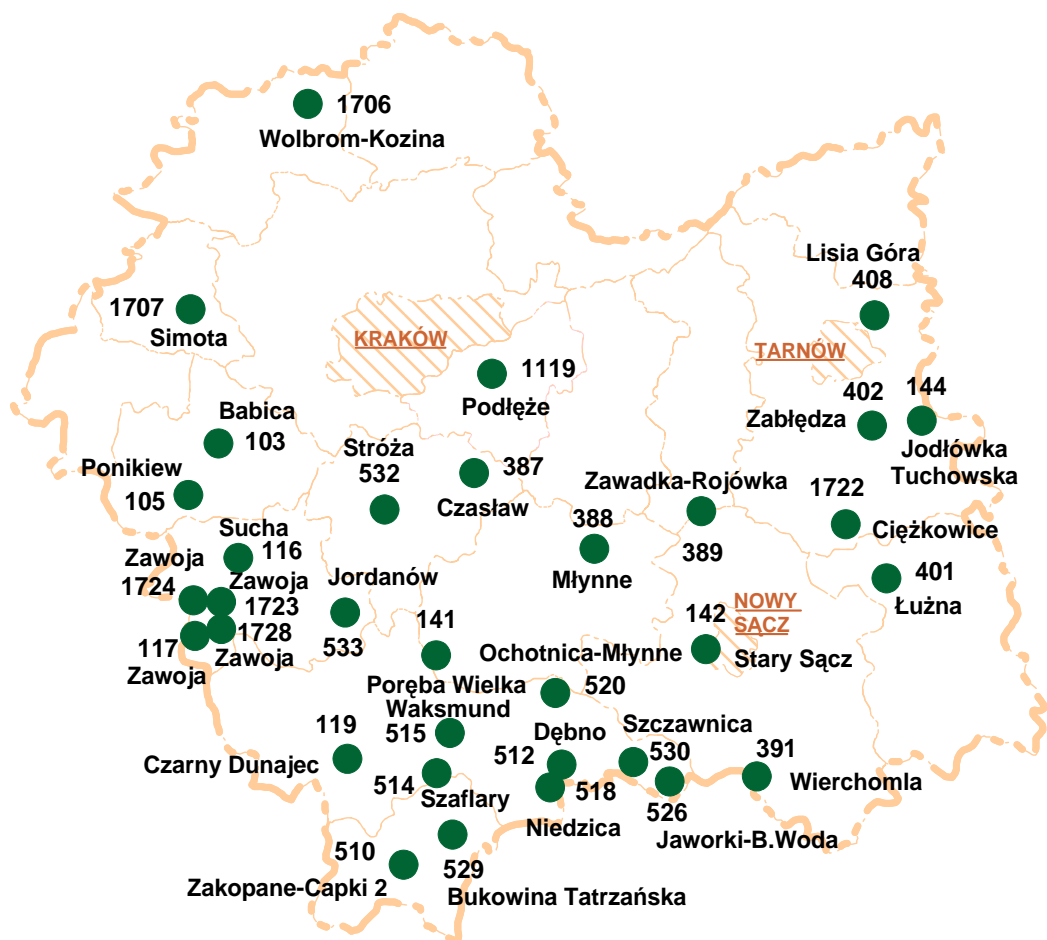 1706
Wolbrom-Kozina
Lisia Góra
408
1707
Simota
KRAKÓW
TARNÓW
1119
Podłęże
402
144
Zabłędza
Jodłówka
Tuchowska
Babica
103
Stróża
532
387
Czasław
Ponikiew
105
Zawadka-Rojówka
389
1722
Ciężkowice
388
Młynne
Sucha
116
Zawoja
1724
Zawoja
1723
1728
Zawoja
117
Zawoja
Jordanów
533
401
Łużna
NOWY
SĄCZ
142
Stary Sącz
141
Poręba Wielka
Ochotnica-Młynne
520
Waksmund
515
119
Czarny Dunajec
514
Szaflary
Dębno
512
518
Niedzica
Szczawnica
530
526
Jaworki-B.Woda
391
Wierchomla
510
Zakopane-Capki 2
529
Bukowina Tatrzańska